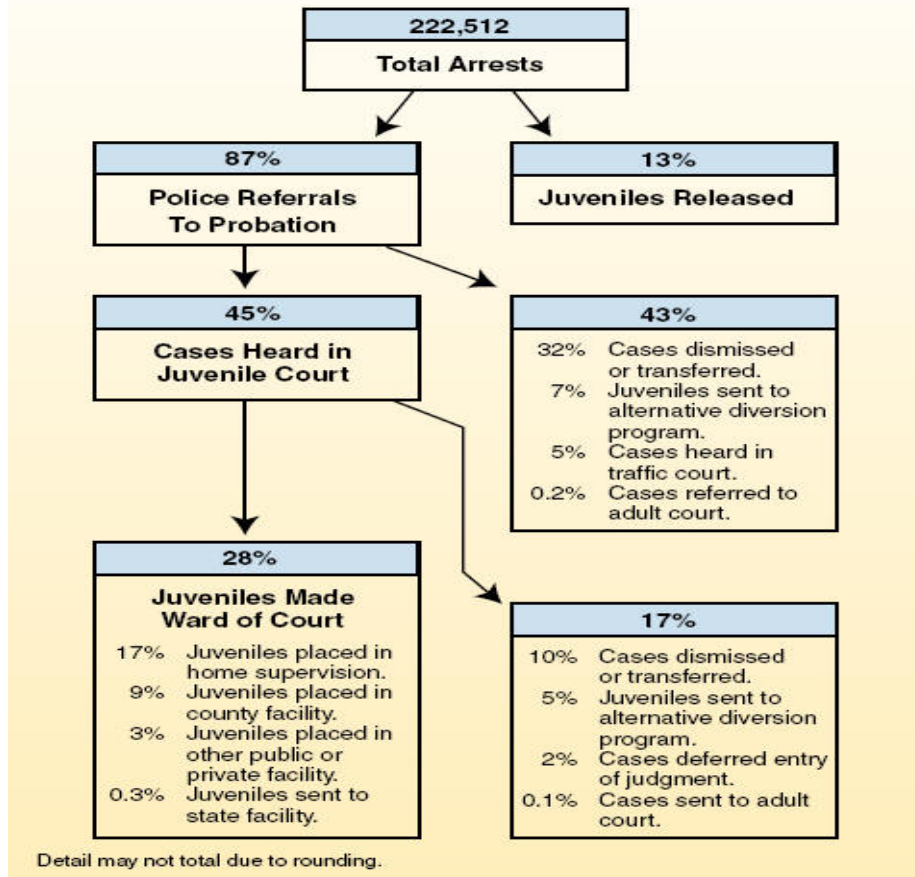 222,512
Total Arrests
87%
Police Referrals
To Probation
13%
Juveniles Released
45%
Cases Heard in
Juvenile Court
43%
32% Cases dismissed
or transferred.
7% Juveniles sent to
alternative diversion
program.
5% Cases heard in
traffic court.
0.2% Cases referred to
adult court.
28%
Juveniles Made
Ward of Court
17% Juveniles placed in
home supervision.
9% Juveniles placed in
county facility.
3% Juveniles placed in
other public or
private facility.
0.3% Juveniles sent to
state facility.
17%
10% Cases dismissed
or transferred.
5% Juveniles sent to
alternative diversion
program.
2% Cases deferred entry
of judgment.
0.1% Cases sent to adult
court.
Detail may not total due to rounding.